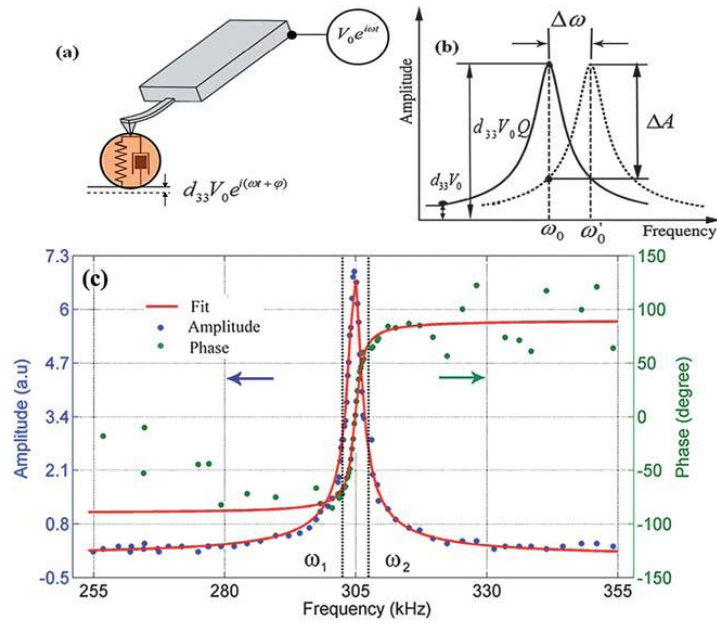 (a)
V₀e^{iωt}
d₃₃V₀e^{i(ωt+φ)}
(b)
Δω
Amplitude
d₃₃V₀Q
ΔA
d₃₃V₀
ω₀
ω'₀
Frequency
(c)
Fit
Amplitude
Phase
Amplitude (a.u)
7.3
6
4.7
3.4
2.1
0.8
-0.5
Phase (degree)
150
100
50
0
-50
-100
-150
ω₁
ω₂
255
280
305
330
355
Frequency (kHz)